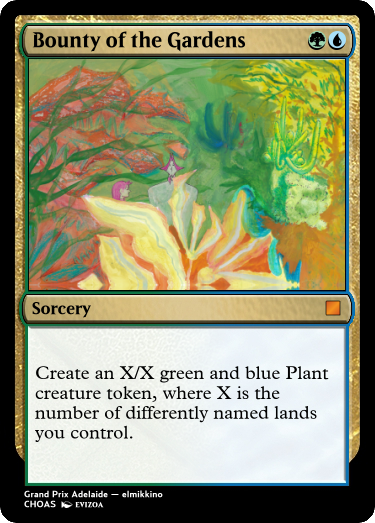 Bounty of the Gardens
Sorcery
Create an X/X green and blue Plant
creature token, where X is the
number of differently named lands
you control.
Grand Prix Adelaide — elmikkino
CHOAS EVIZOA